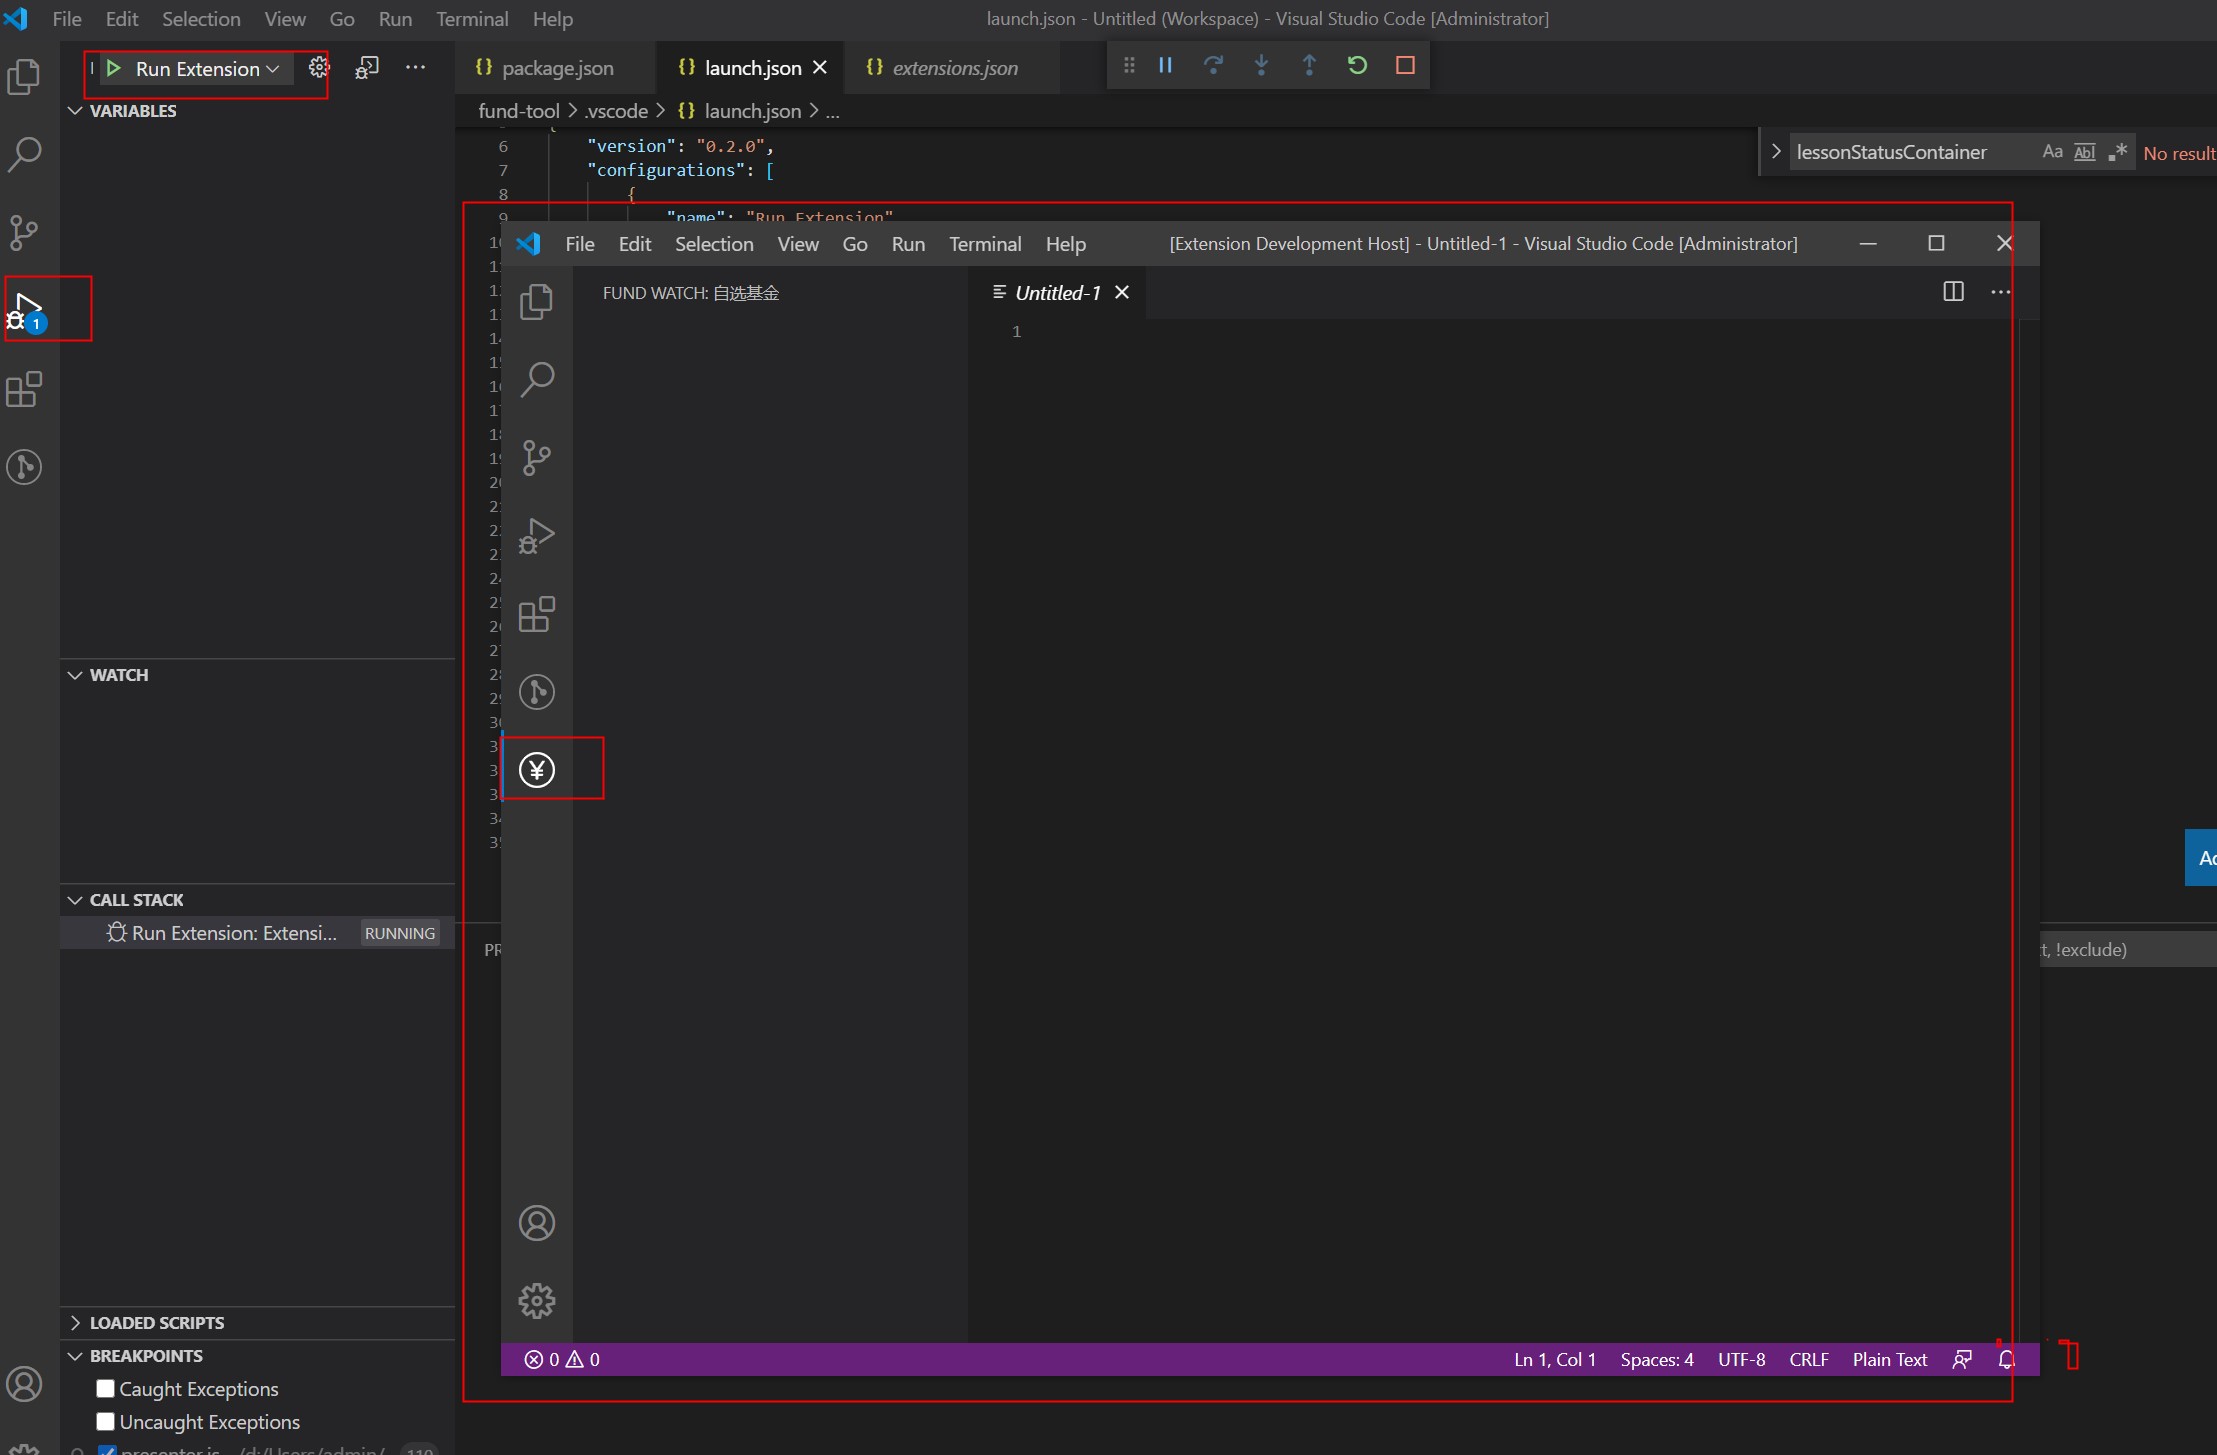 File Edit Selection View Go Run Terminal Help
launch.json - Untitled (Workspace) - Visual Studio Code [Administrator]
Run Extension
package.json
launch.json
extensions.json
VARIABLES
fund-tool > .vscode > {} launch.json > ...
6 "version": "0.2.0",
7 "configurations": [
8 {
9 "name": "Run Extension"
lessonStatusContainer Aa Abl .* No result
File Edit Selection View Go Run Terminal Help
[Extension Development Host] - Untitled-1 - Visual Studio Code [Administrator]
FUND WATCH: 自选基金
Untitled-1
1
1
¥
WATCH
CALL STACK
Run Extension: Extensi... RUNNING
t, !exclude)
LOADED SCRIPTS
BREAKPOINTS
Caught Exceptions
Uncaught Exceptions
0 0
Ln 1, Col 1 Spaces: 4 UTF-8 CRLF Plain Text